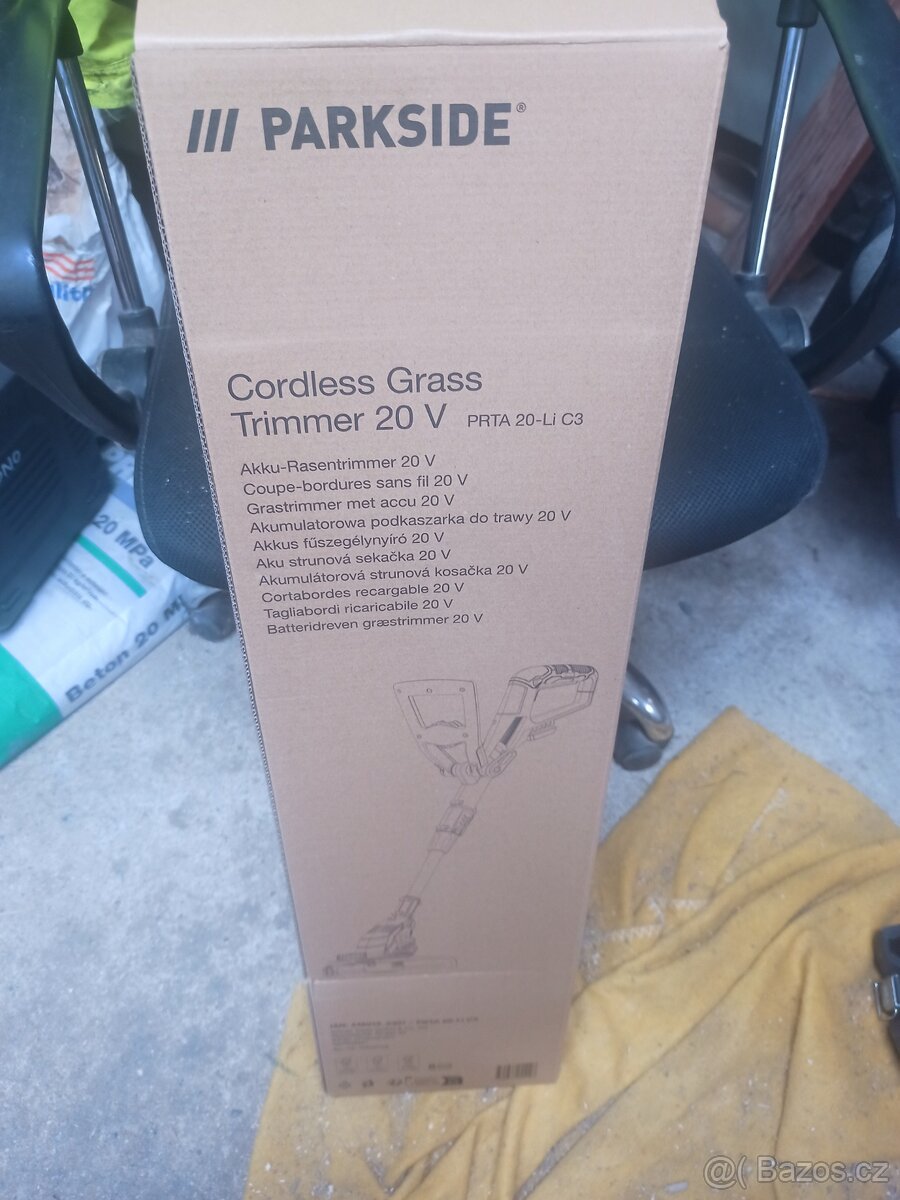 PARKSIDE®
Cordless Grass
Trimmer 20 V PRTA 20-Li C3
Akku-Rasentrimmer 20 V
Coupe-bordures sans fil 20 V
Grastrimmer met accu 20 V
Akumulatorowa podkaszarka do trawy 20 V
Akkus fűszegélynyíró 20 V
Aku strunová sekačka 20 V
Akumulátorová strunová kosačka 20 V
Cortabordes recargable 20 V
Tagliabordi ricaricabile 20 V
Batteridreven græstrimmer 20 V
20 MPa
Beton 20 M
@( Bazos.cz